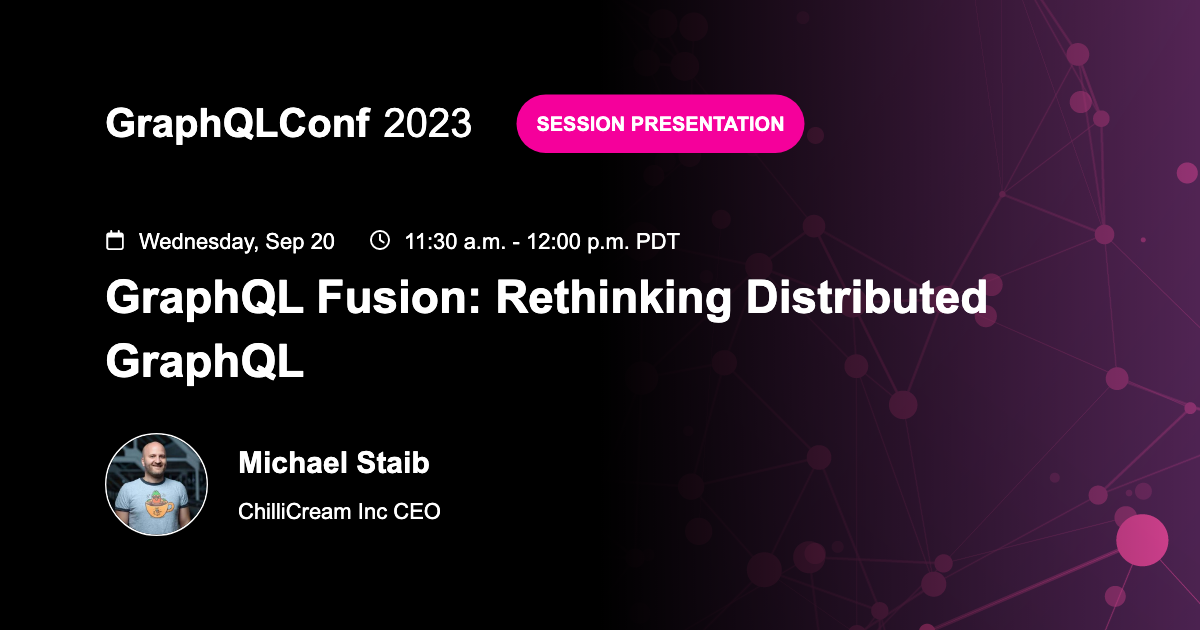 GraphQLConf 2023
SESSION PRESENTATION
Wednesday, Sep 20
11:30 a.m. - 12:00 p.m. PDT
GraphQL Fusion: Rethinking Distributed
GraphQL
Michael Staib
ChilliCream Inc CEO